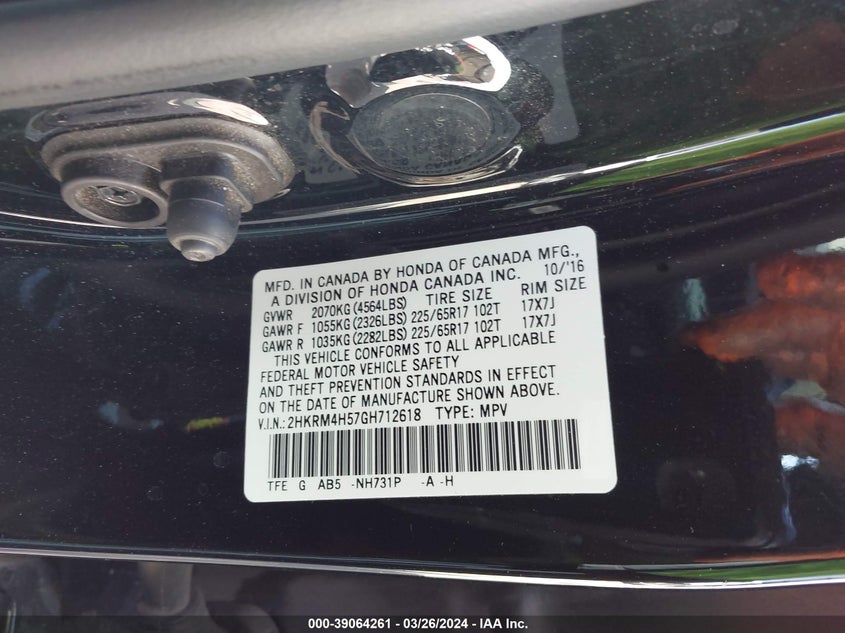 MFD. IN CANADA BY HONDA OF CANADA MFG.,
A DIVISION OF HONDA CANADA INC. 10/'16
GVWR 2070KG(4564LBS) TIRE SIZE RIM SIZE
GAWR F 1055KG(2326LBS) 225/65R17 102T 17X7J
GAWR R 1035KG(2282LBS) 225/65R17 102T 17X7J
THIS VEHICLE CONFORMS TO ALL APPLICABLE
FEDERAL MOTOR VEHICLE SAFETY
AND THEFT PREVENTION STANDARDS IN EFFECT
ON THE DATE OF MANUFACTURE SHOWN ABOVE.
V.I.N.: 2HKRM4H57GH712618 TYPE: MPV
TFE G AB5 -NH731P -A -H
000-39064261 - 03/26/2024 - IAA Inc.